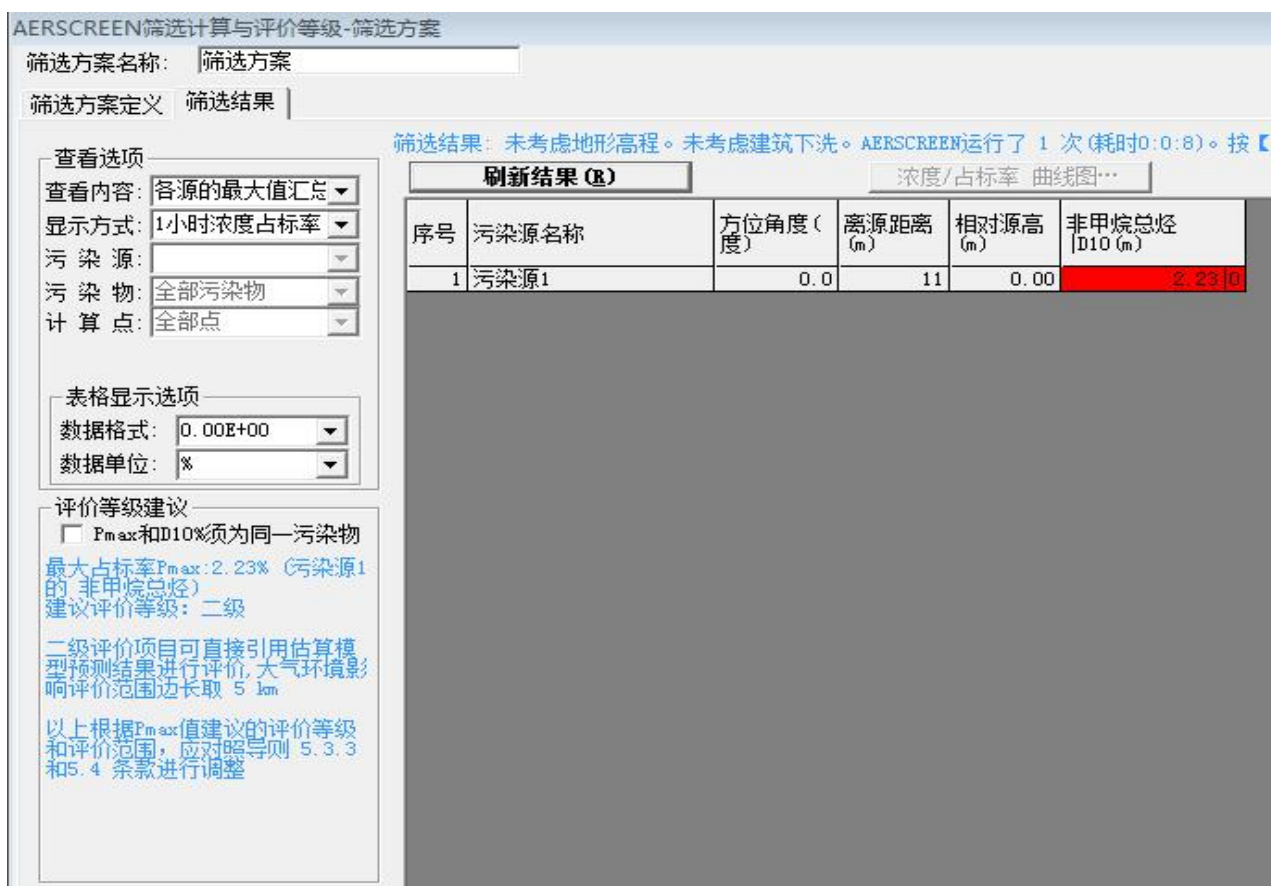 AERSCREEN筛选计算与评价等级-筛选方案
筛选方案名称: 筛选方案
筛选方案定义 筛选结果
筛选结果: 未考虑地形高程。未考虑建筑下洗。AERSCREEN运行了 1 次(耗时0:0:8)。按【
查看选项
查看内容: 各源的最大值汇总
显示方式: 1小时浓度占标率
污 染 源:
污 染 物: 全部污染物
计 算 点: 全部点
表格显示选项
数据格式: 0.00E+00
数据单位: %
评价等级建议
Pmax和D10%须为同一污染物
最大占标率Pmax:2.23% (污染源1
的 非甲烷总烃)
建议评价等级: 二级
二级评价项目可直接引用估算模
型预测结果进行评价,大气环境影
响评价范围边长取 5 km
以上根据Pmax值建议的评价等级
和评价范围, 应对照导则 5.3.3
和5.4 条款进行调整
刷新结果(R)
浓度/占标率 曲线图…
序号 污染源名称 方位角度(度) 离源距离(m) 相对源高(m) 非甲烷总烃|D10(m)
1 污染源1 0.0 11 0.00 2.23|0